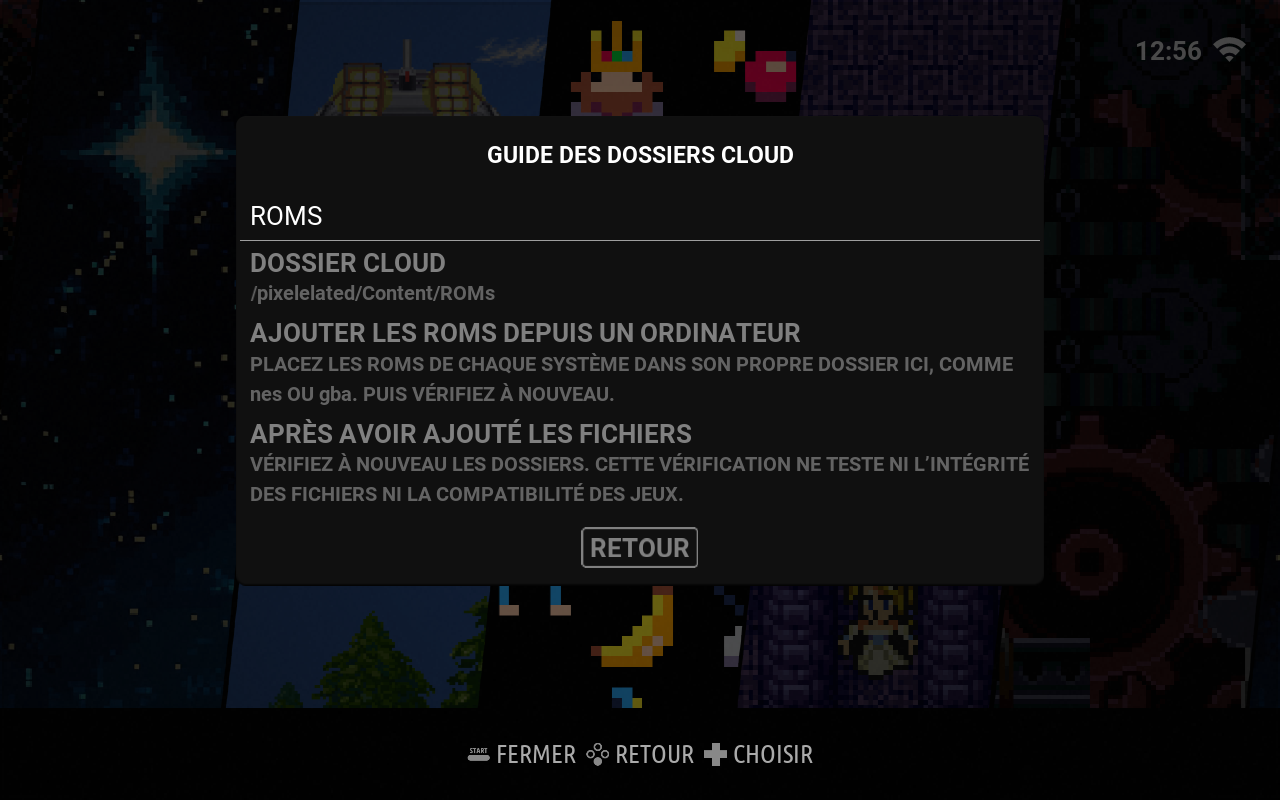 12:56
GUIDE DES DOSSIERS CLOUD
ROMS
DOSSIER CLOUD
/pixelelated/Content/ROMs
AJOUTER LES ROMS DEPUIS UN ORDINATEUR
PLACEZ LES ROMS DE CHAQUE SYSTÈME DANS SON PROPRE DOSSIER ICI, COMME
nes OU gba. PUIS VÉRIFIEZ À NOUVEAU.
APRÈS AVOIR AJOUTÉ LES FICHIERS
VÉRIFIEZ À NOUVEAU LES DOSSIERS. CETTE VÉRIFICATION NE TESTE NI L’INTÉGRITÉ
DES FICHIERS NI LA COMPATIBILITÉ DES JEUX.
RETOUR
START FERMER RETOUR CHOISIR